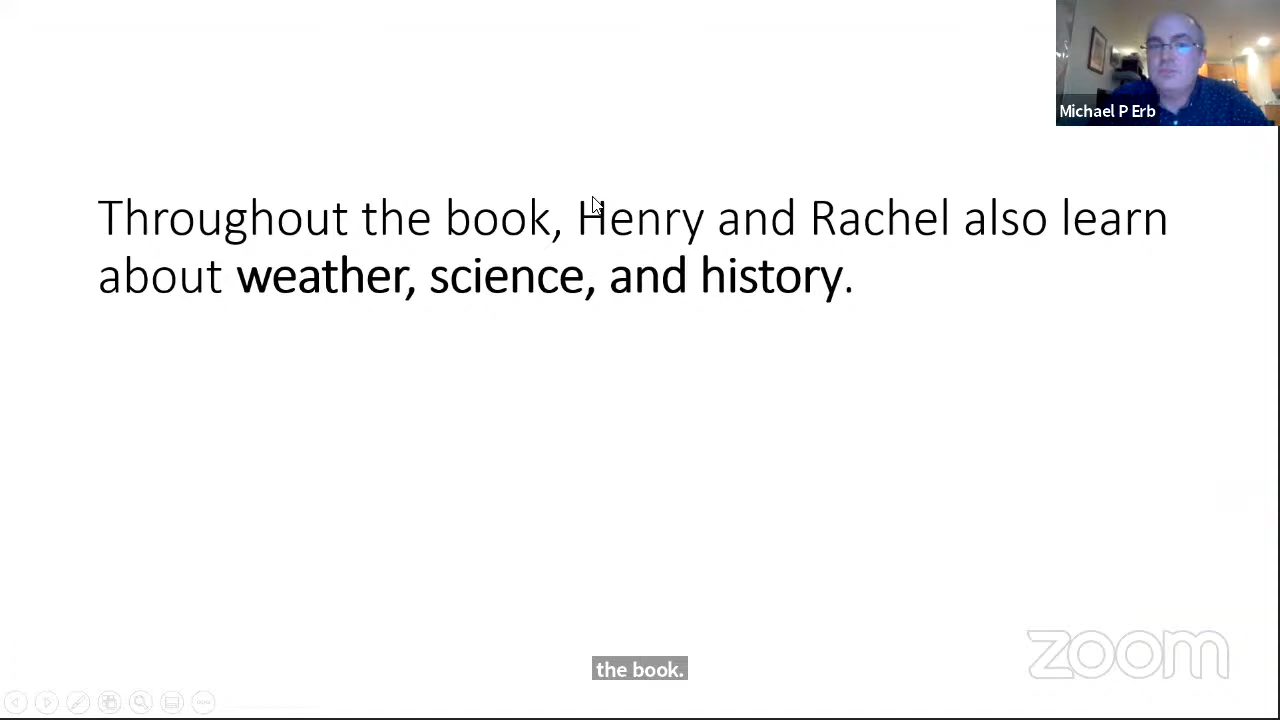 Michael P Erb
Throughout the book, Henry and Rachel also learn
about weather, science, and history.
the book.
zoom